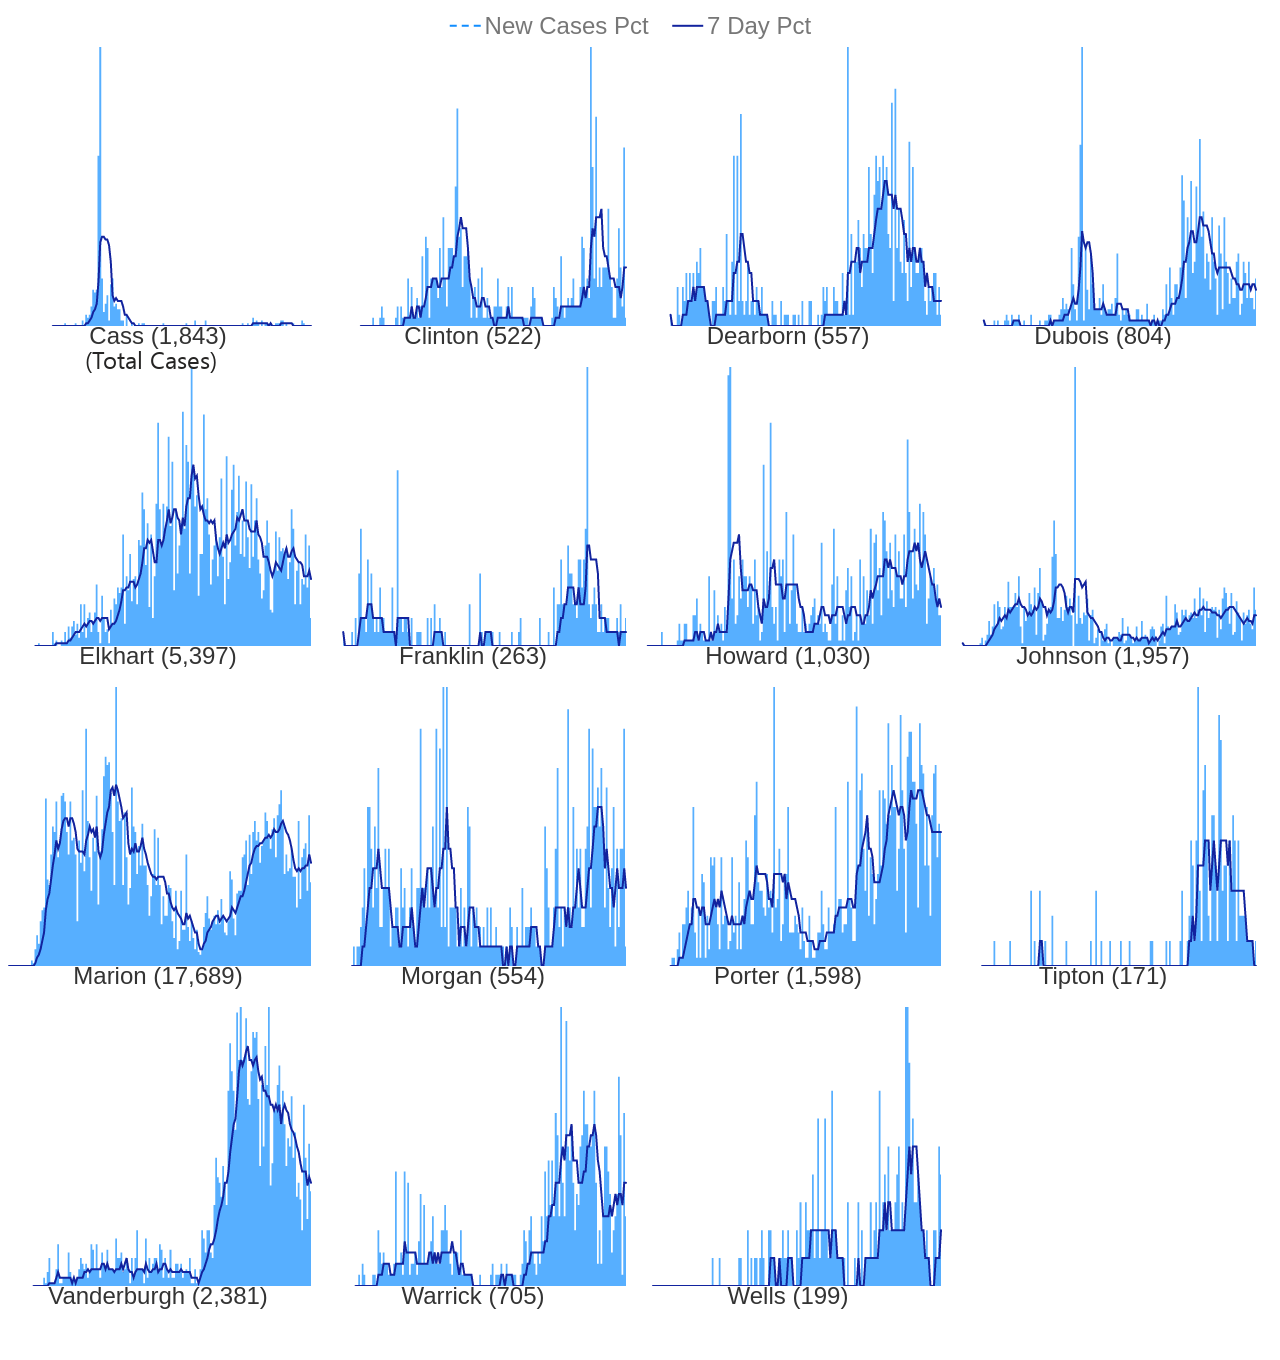 New Cases Pct 7 Day Pct
Cass (1,843) Clinton (522) Dearborn (557) Dubois (804)
(Total Cases)
Elkhart (5,397) Franklin (263) Howard (1,030) Johnson (1,957)
Marion (17,689) Morgan (554) Porter (1,598) Tipton (171)
Vanderburgh (2,381) Warrick (705) Wells (199)